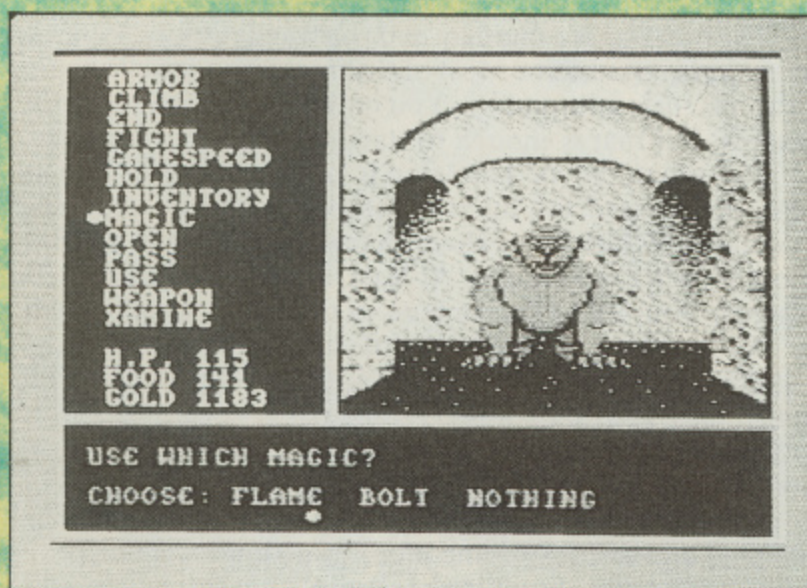 ARMOR
CLIMB
END
FIGHT
GAMESPEED
HOLD
INVENTORY
MAGIC
OPEN
PASS
USE
WEAPON
XAMINE
H.P. 115
FOOD 141
GOLD 1183
USE WHICH MAGIC?
CHOOSE: FLAME BOLT NOTHING